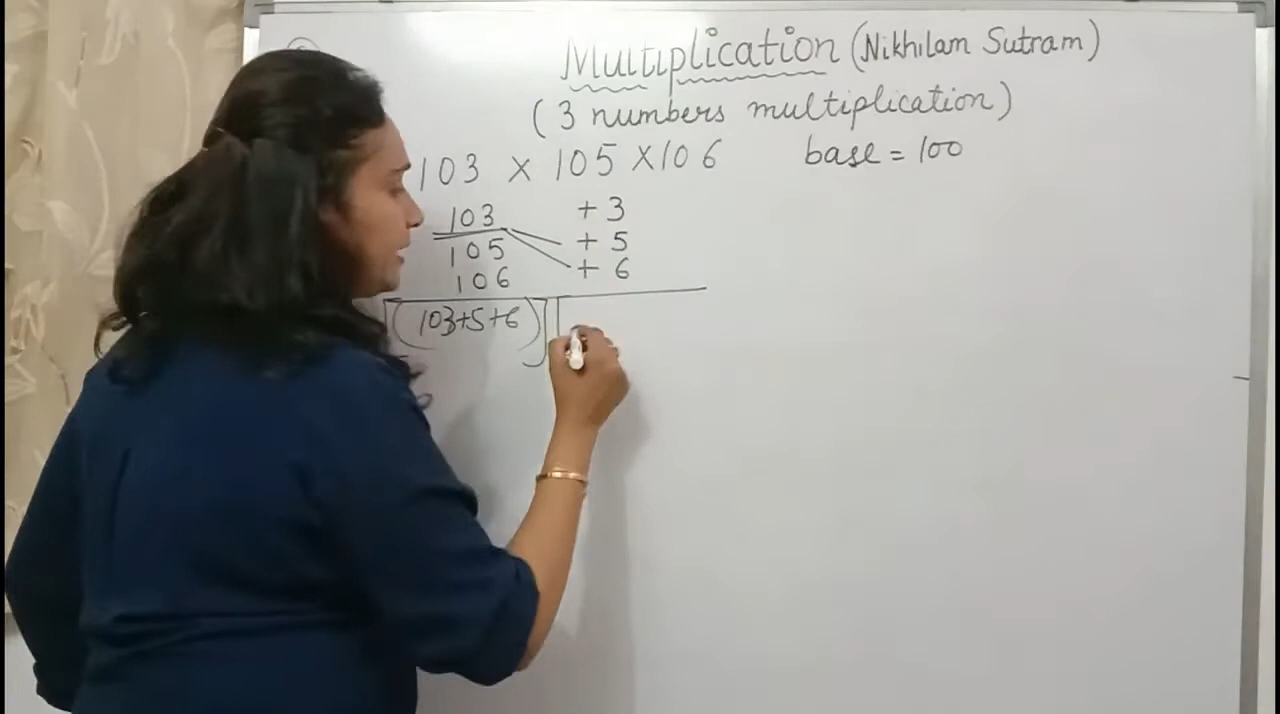 Multiplication (Nikhilam Sutram)
(3 numbers multiplication)
103 × 105 × 106 base = 100
103 + 3
105 + 5
106 + 6
(103+5+6)